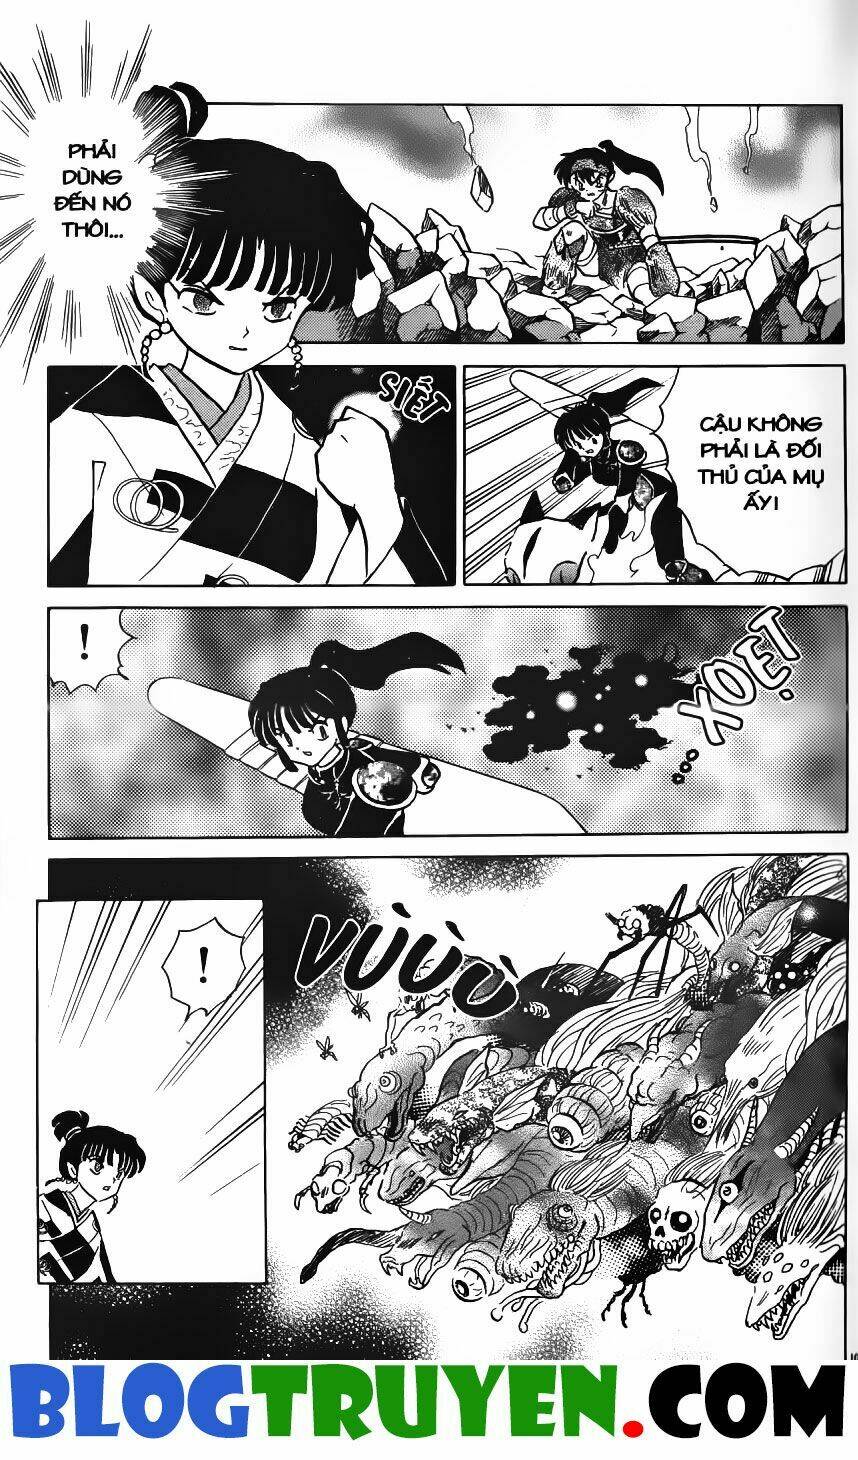 PHẢI
DÙNG
ĐẾN NÓ
THÔI...
SIẾT
CẬU KHÔNG
PHẢI LÀ ĐỐI
THỦ CỦA MỤ
ẤY!
!
XOẸT
...
!
VÙÙÙ
BLOGTRUYEN.COM